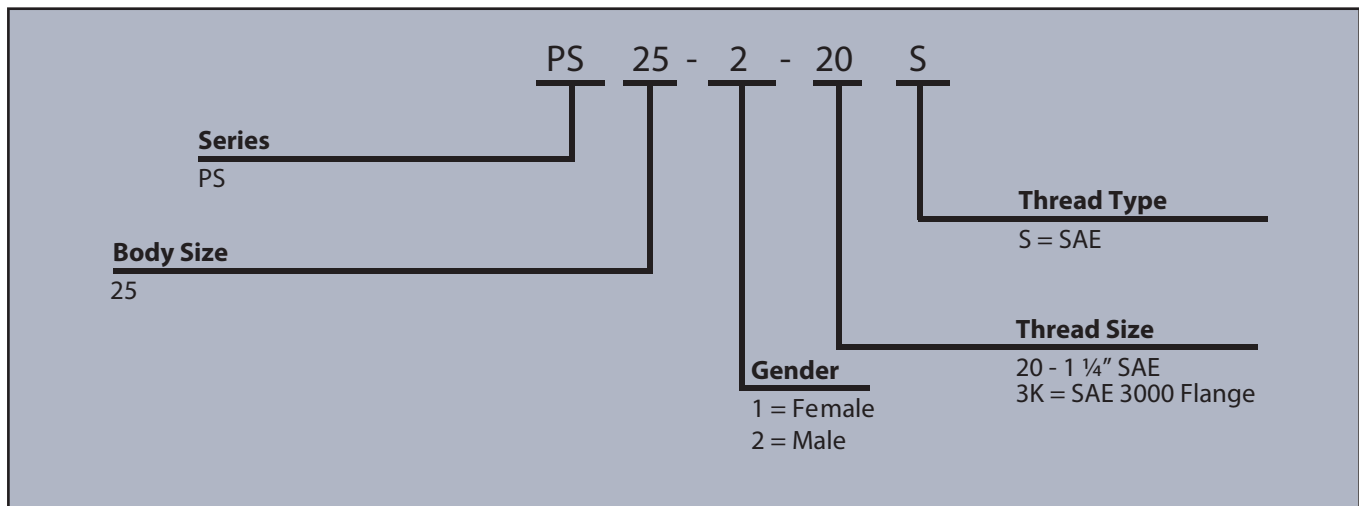 PS 25 - 2 - 20 S
Series
PS
Thread Type
S = SAE
Body Size
25
Thread Size
20 - 1 ¼” SAE
3K = SAE 3000 Flange
Gender
1 = Female
2 = Male